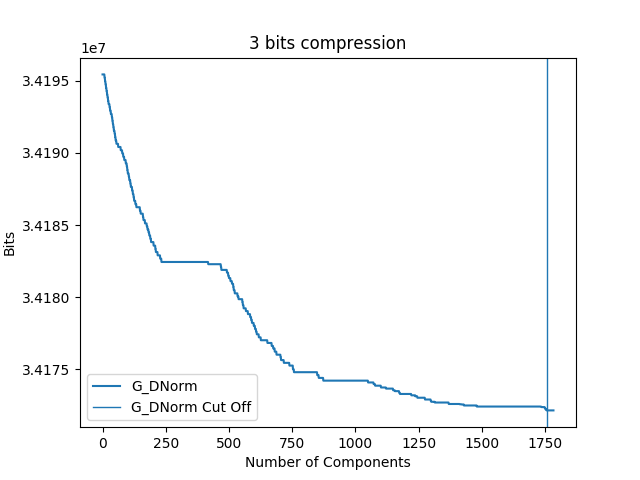 3 bits compression
1e7
3.4195
3.4190
3.4185
3.4180
3.4175
Bits
G_DNorm
G_DNorm Cut Off
0 250 500 750 1000 1250 1500 1750
Number of Components